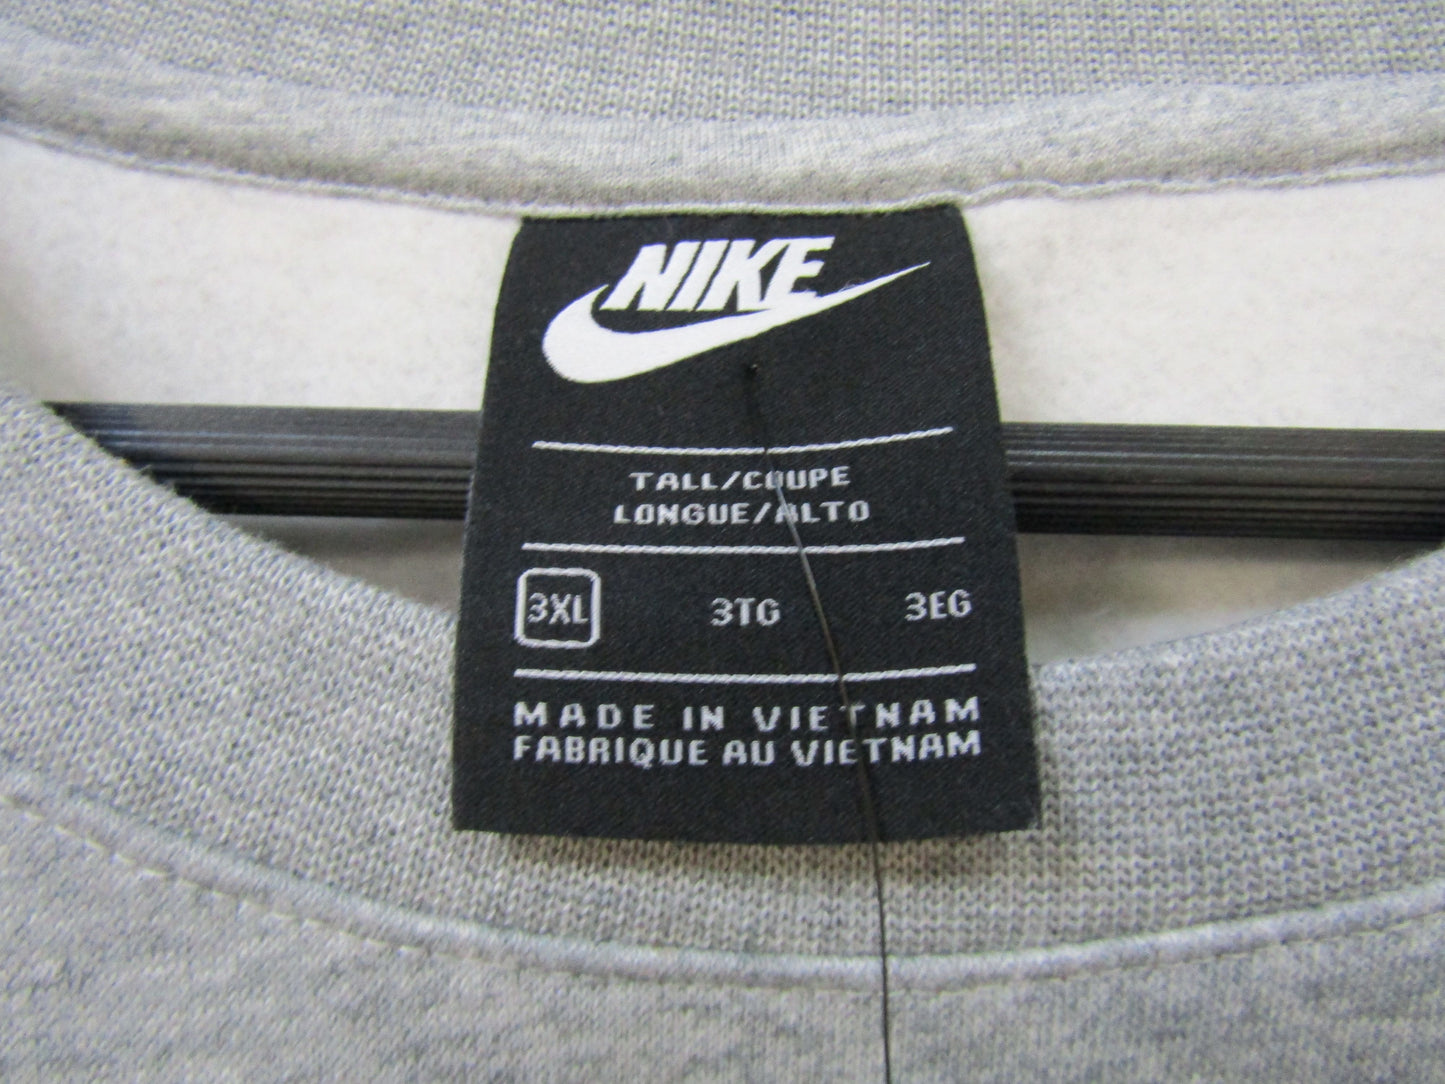 NIKE
TALL/COUPE
LONGUE/ALTO
3XL 3TG 3EG
MADE IN VIETNAM
FABRIQUE AU VIETNAM